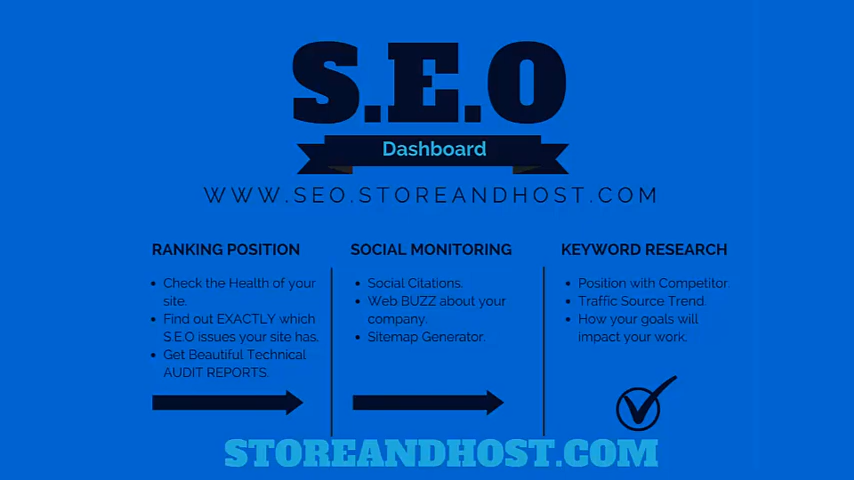 S.E.O
Dashboard
WWW.SEO.STOREANDHOST.COM
RANKING POSITION
Check the Health of your
site.
Find out EXACTLY which
S.E.O issues your site has.
Get Beautiful Technical
AUDIT REPORTS.
SOCIAL MONITORING
Social Citations.
Web BUZZ about your
company.
Sitemap Generator.
KEYWORD RESEARCH
Position with Competitor.
Traffic Source Trend.
How your goals will
impact your work.
STOREANDHOST.COM